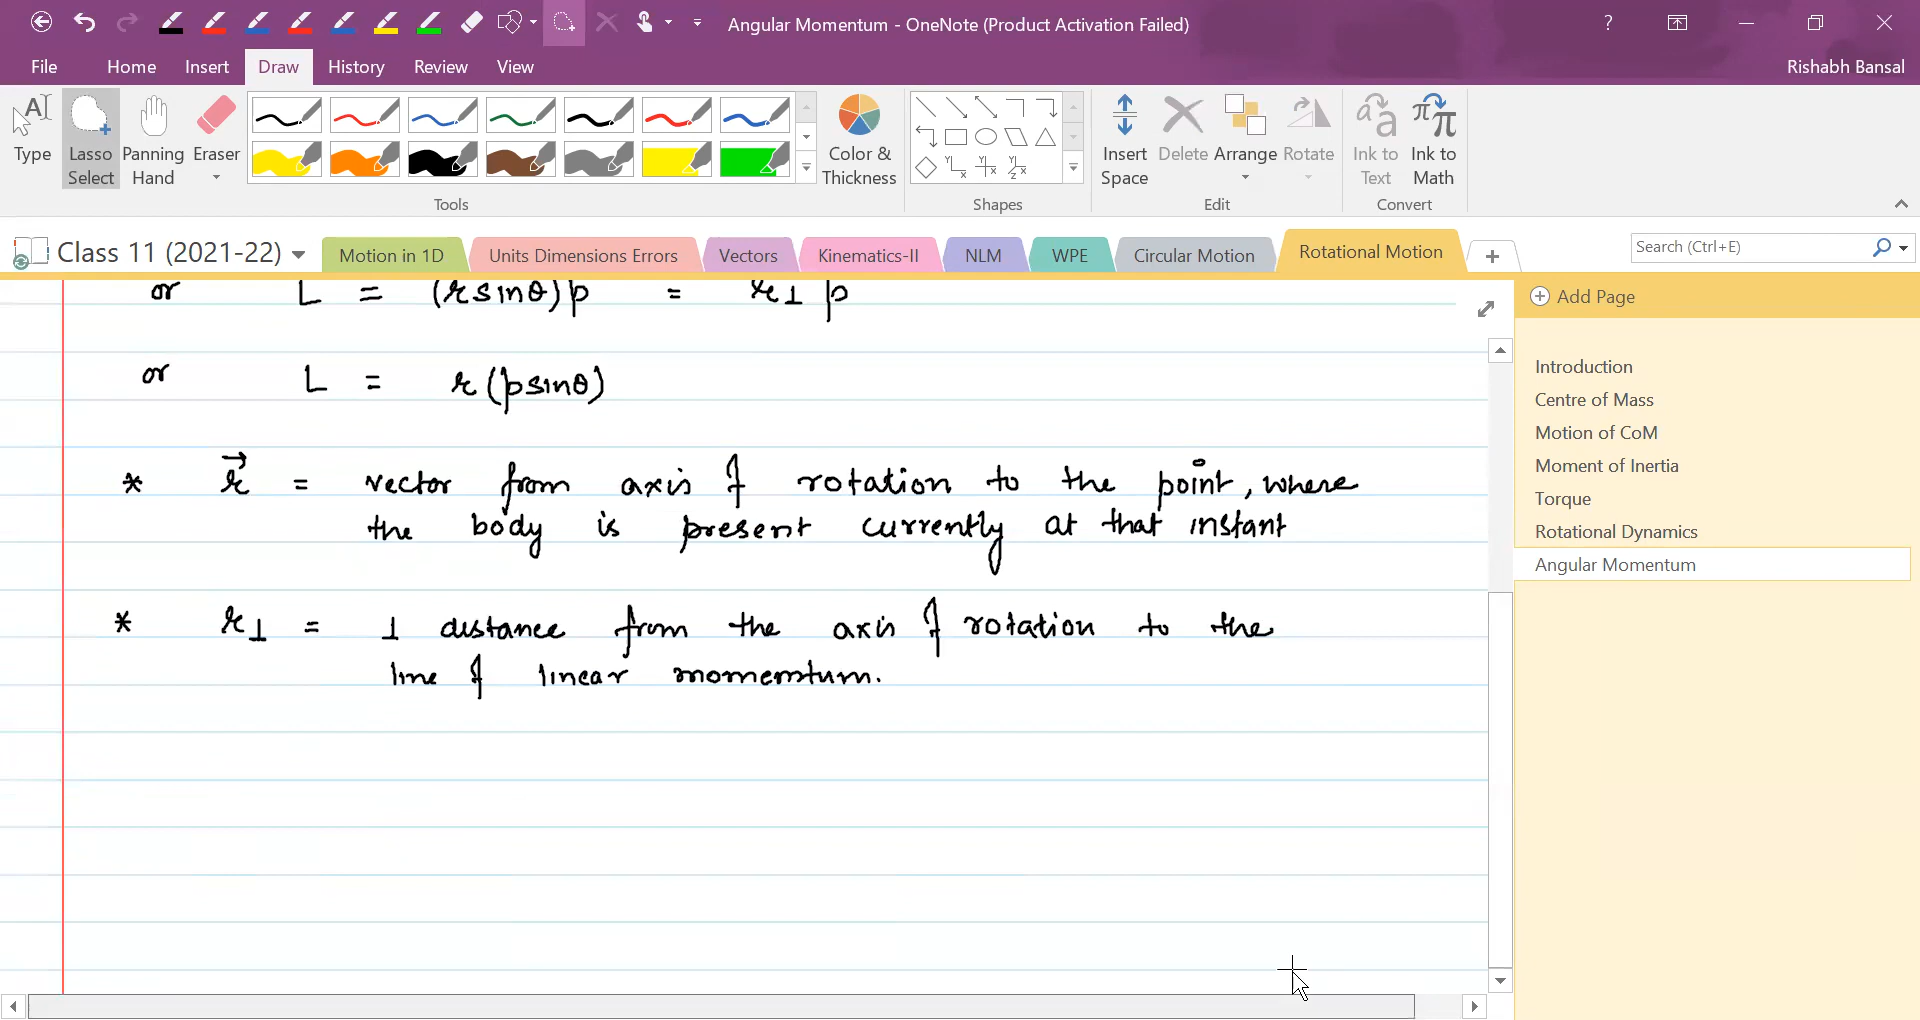 Angular Momentum - OneNote (Product Activation Failed)
?
File Home Insert Draw History Review View
Rishabh Bansal
Type
Lasso Select
Panning Hand
Eraser
Color & Thickness
Insert Space
Delete
Arrange
Rotate
Ink to Text
Ink to Math
Tools
Shapes
Edit
Convert
Class 11 (2021-22)
Motion in 1D
Units Dimensions Errors
Vectors
Kinematics-II
NLM
WPE
Circular Motion
Rotational Motion
Search (Ctrl+E)
or L = (r sinθ)p = r⊥ p
or L = r(psinθ)
* r⃗ = vector from axis of rotation to the point, where
the body is present currently at that instant
* r⊥ = ⊥ distance from the axis of rotation to the
line of linear momentum.
Add Page
Introduction
Centre of Mass
Motion of CoM
Moment of Inertia
Torque
Rotational Dynamics
Angular Momentum